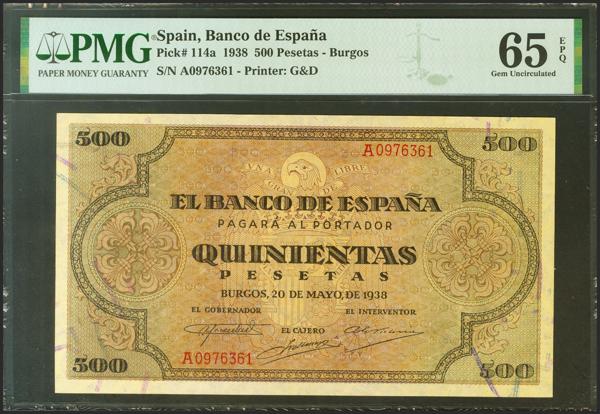 PMG
PAPER MONEY GUARANTY
Spain, Banco de España
Pick# 114a 1938 500 Pesetas - Burgos
S/N A0976361 - Printer: G&D
65 EPQ
Gem Uncirculated
500 500
A0976361
UNA GRANDE LIBRE
EL BANCO DE ESPAÑA
PAGARÁ AL PORTADOR
QUINIENTAS
PESETAS
BURGOS, 20 DE MAYO, DE 1938
EL GOBERNADOR EL INTERVENTOR
EL CAJERO
A0976361
500 500